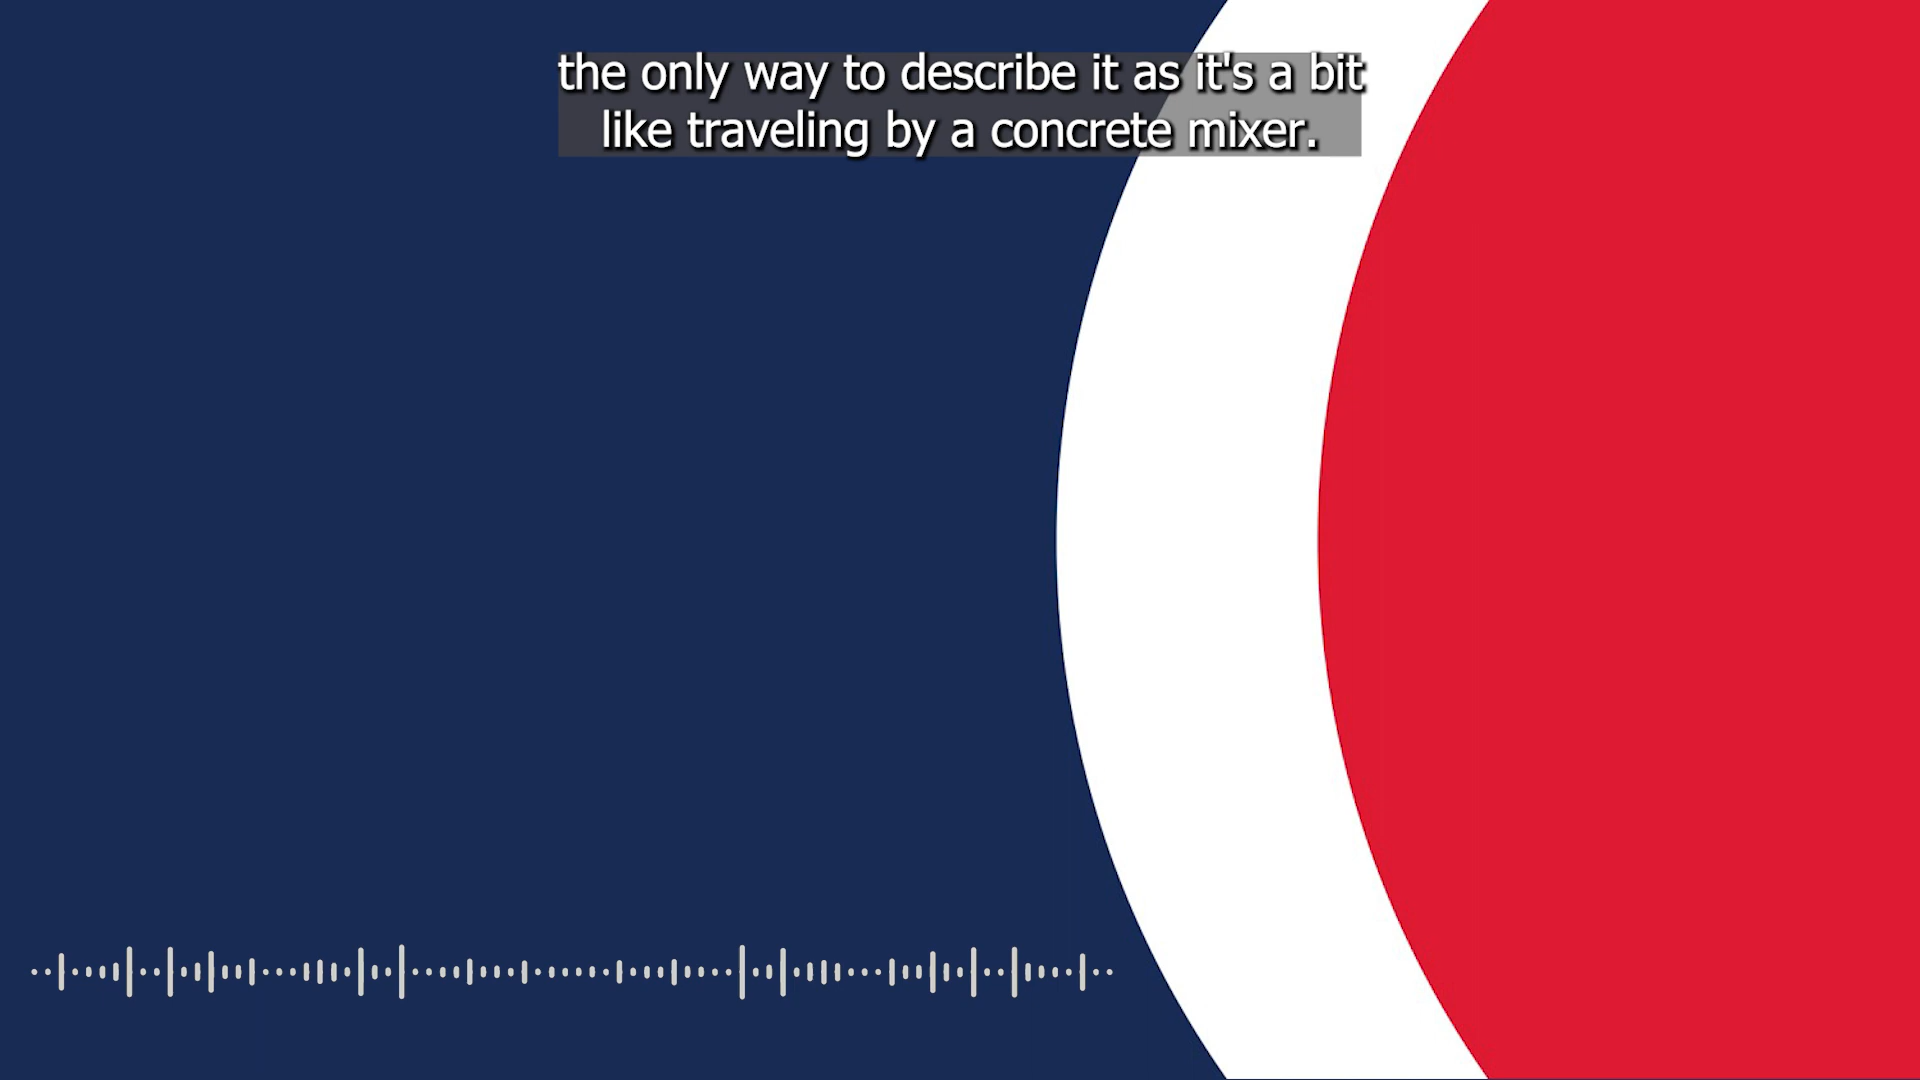 the only way to describe it as it's a bit
like traveling by a concrete mixer.